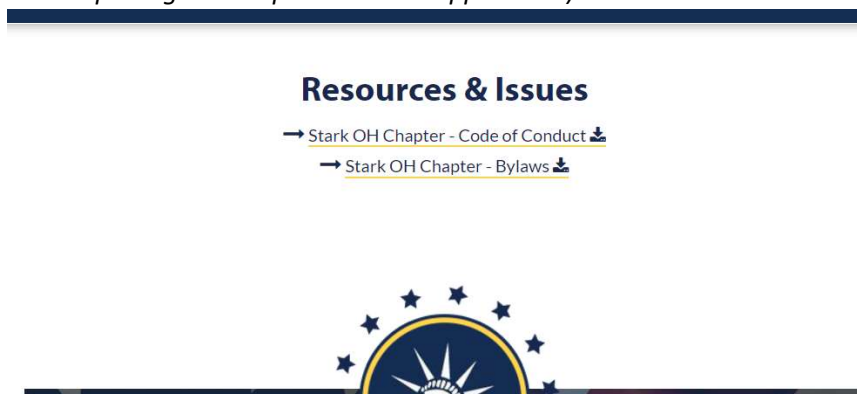 Resources & Issues
Stark OH Chapter - Code of Conduct
Stark OH Chapter - Bylaws